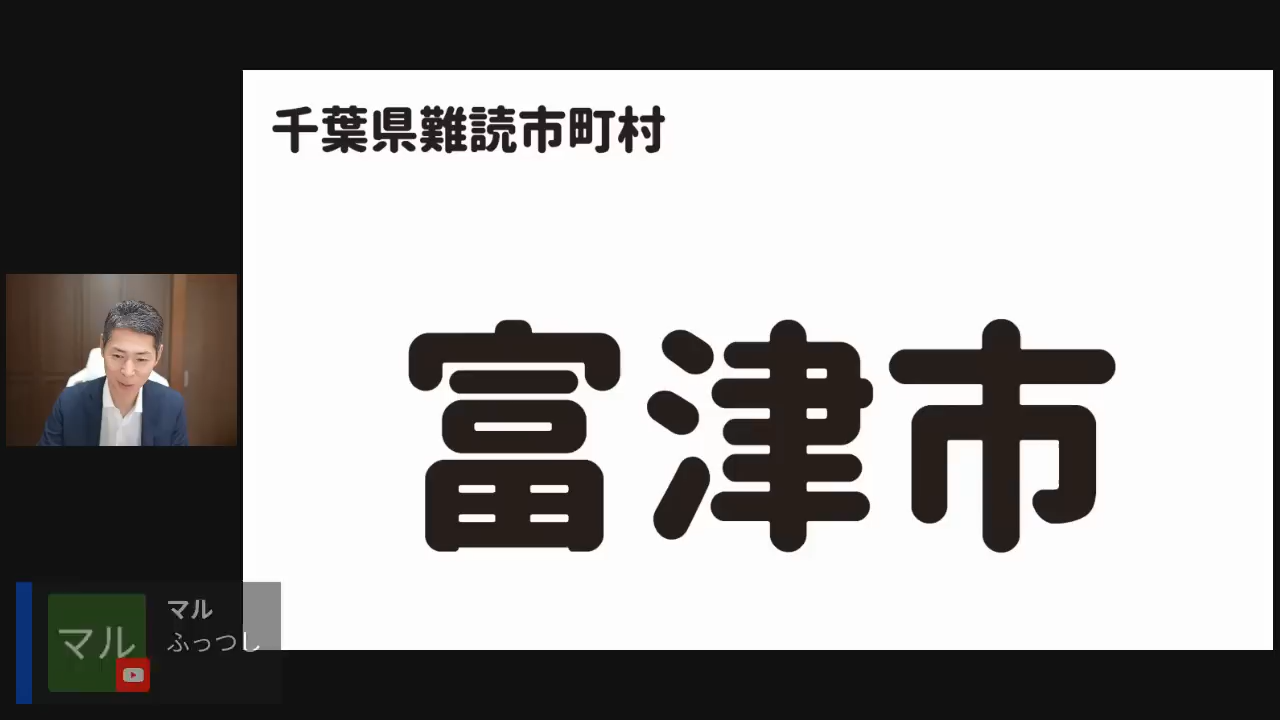 千葉県難読市町村
富津市
マル
マル
ふっつし